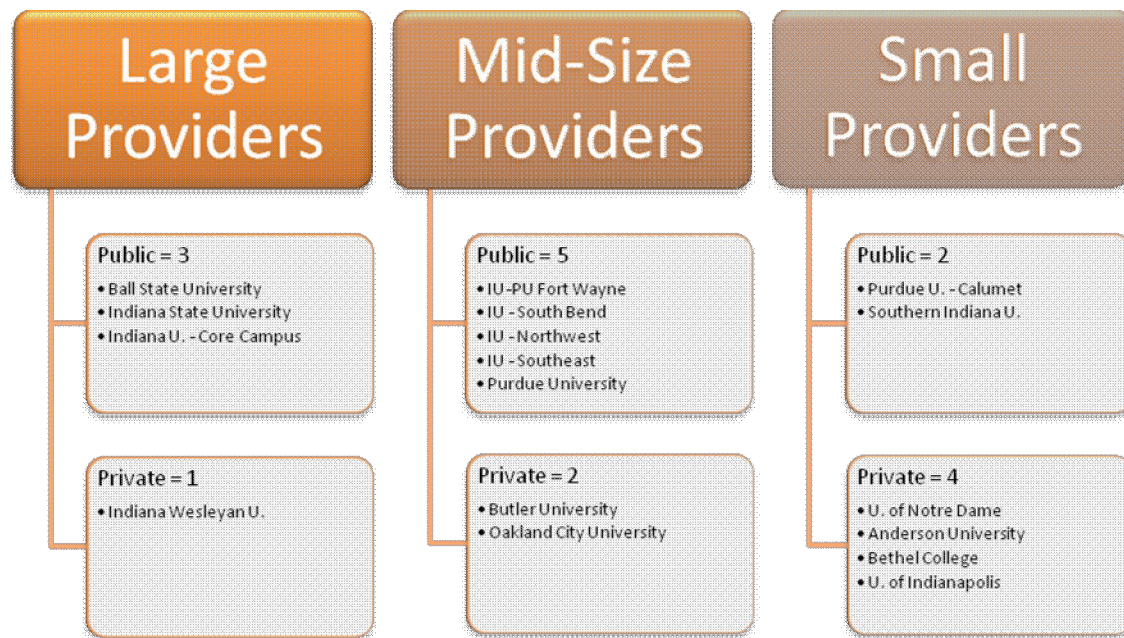 Large
Providers
Public = 3
• Ball State University
• Indiana State University
• Indiana U. - Core Campus
Private = 1
• Indiana Wesleyan U.
Mid-Size
Providers
Public = 5
• IU-PU Fort Wayne
• IU - South Bend
• IU - Northwest
• IU - Southeast
• Purdue University
Private = 2
• Butler University
• Oakland City University
Small
Providers
Public = 2
• Purdue U. - Calumet
• Southern Indiana U.
Private = 4
• U. of Notre Dame
• Anderson University
• Bethel College
• U. of Indianapolis